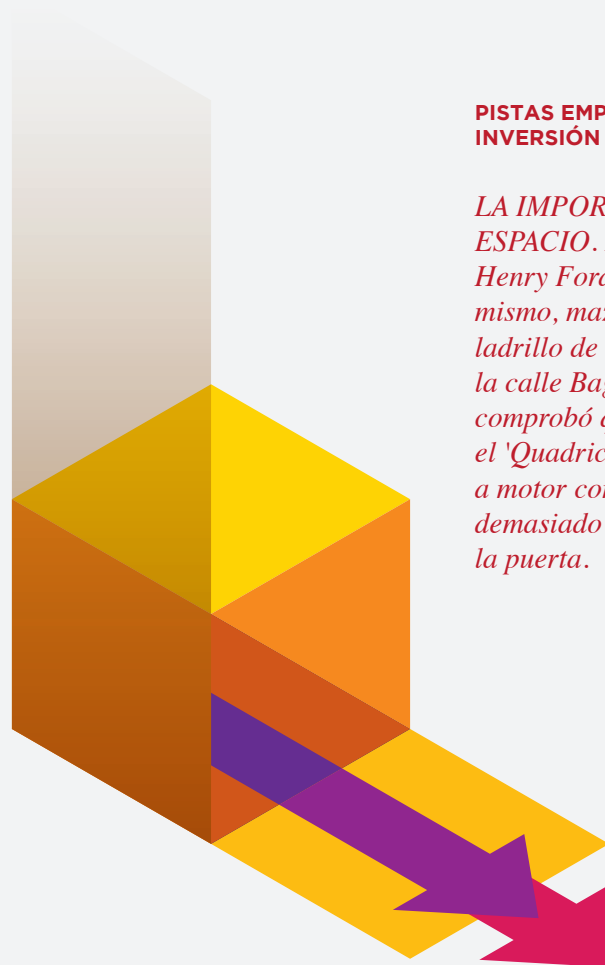 PISTAS EMP
INVERSIÓN
LA IMPOR
ESPACIO.
Henry Ford
mismo, ma
ladrillo de
la calle Bag
comprobó
el 'Quadric
a motor con
demasiado
la puerta.